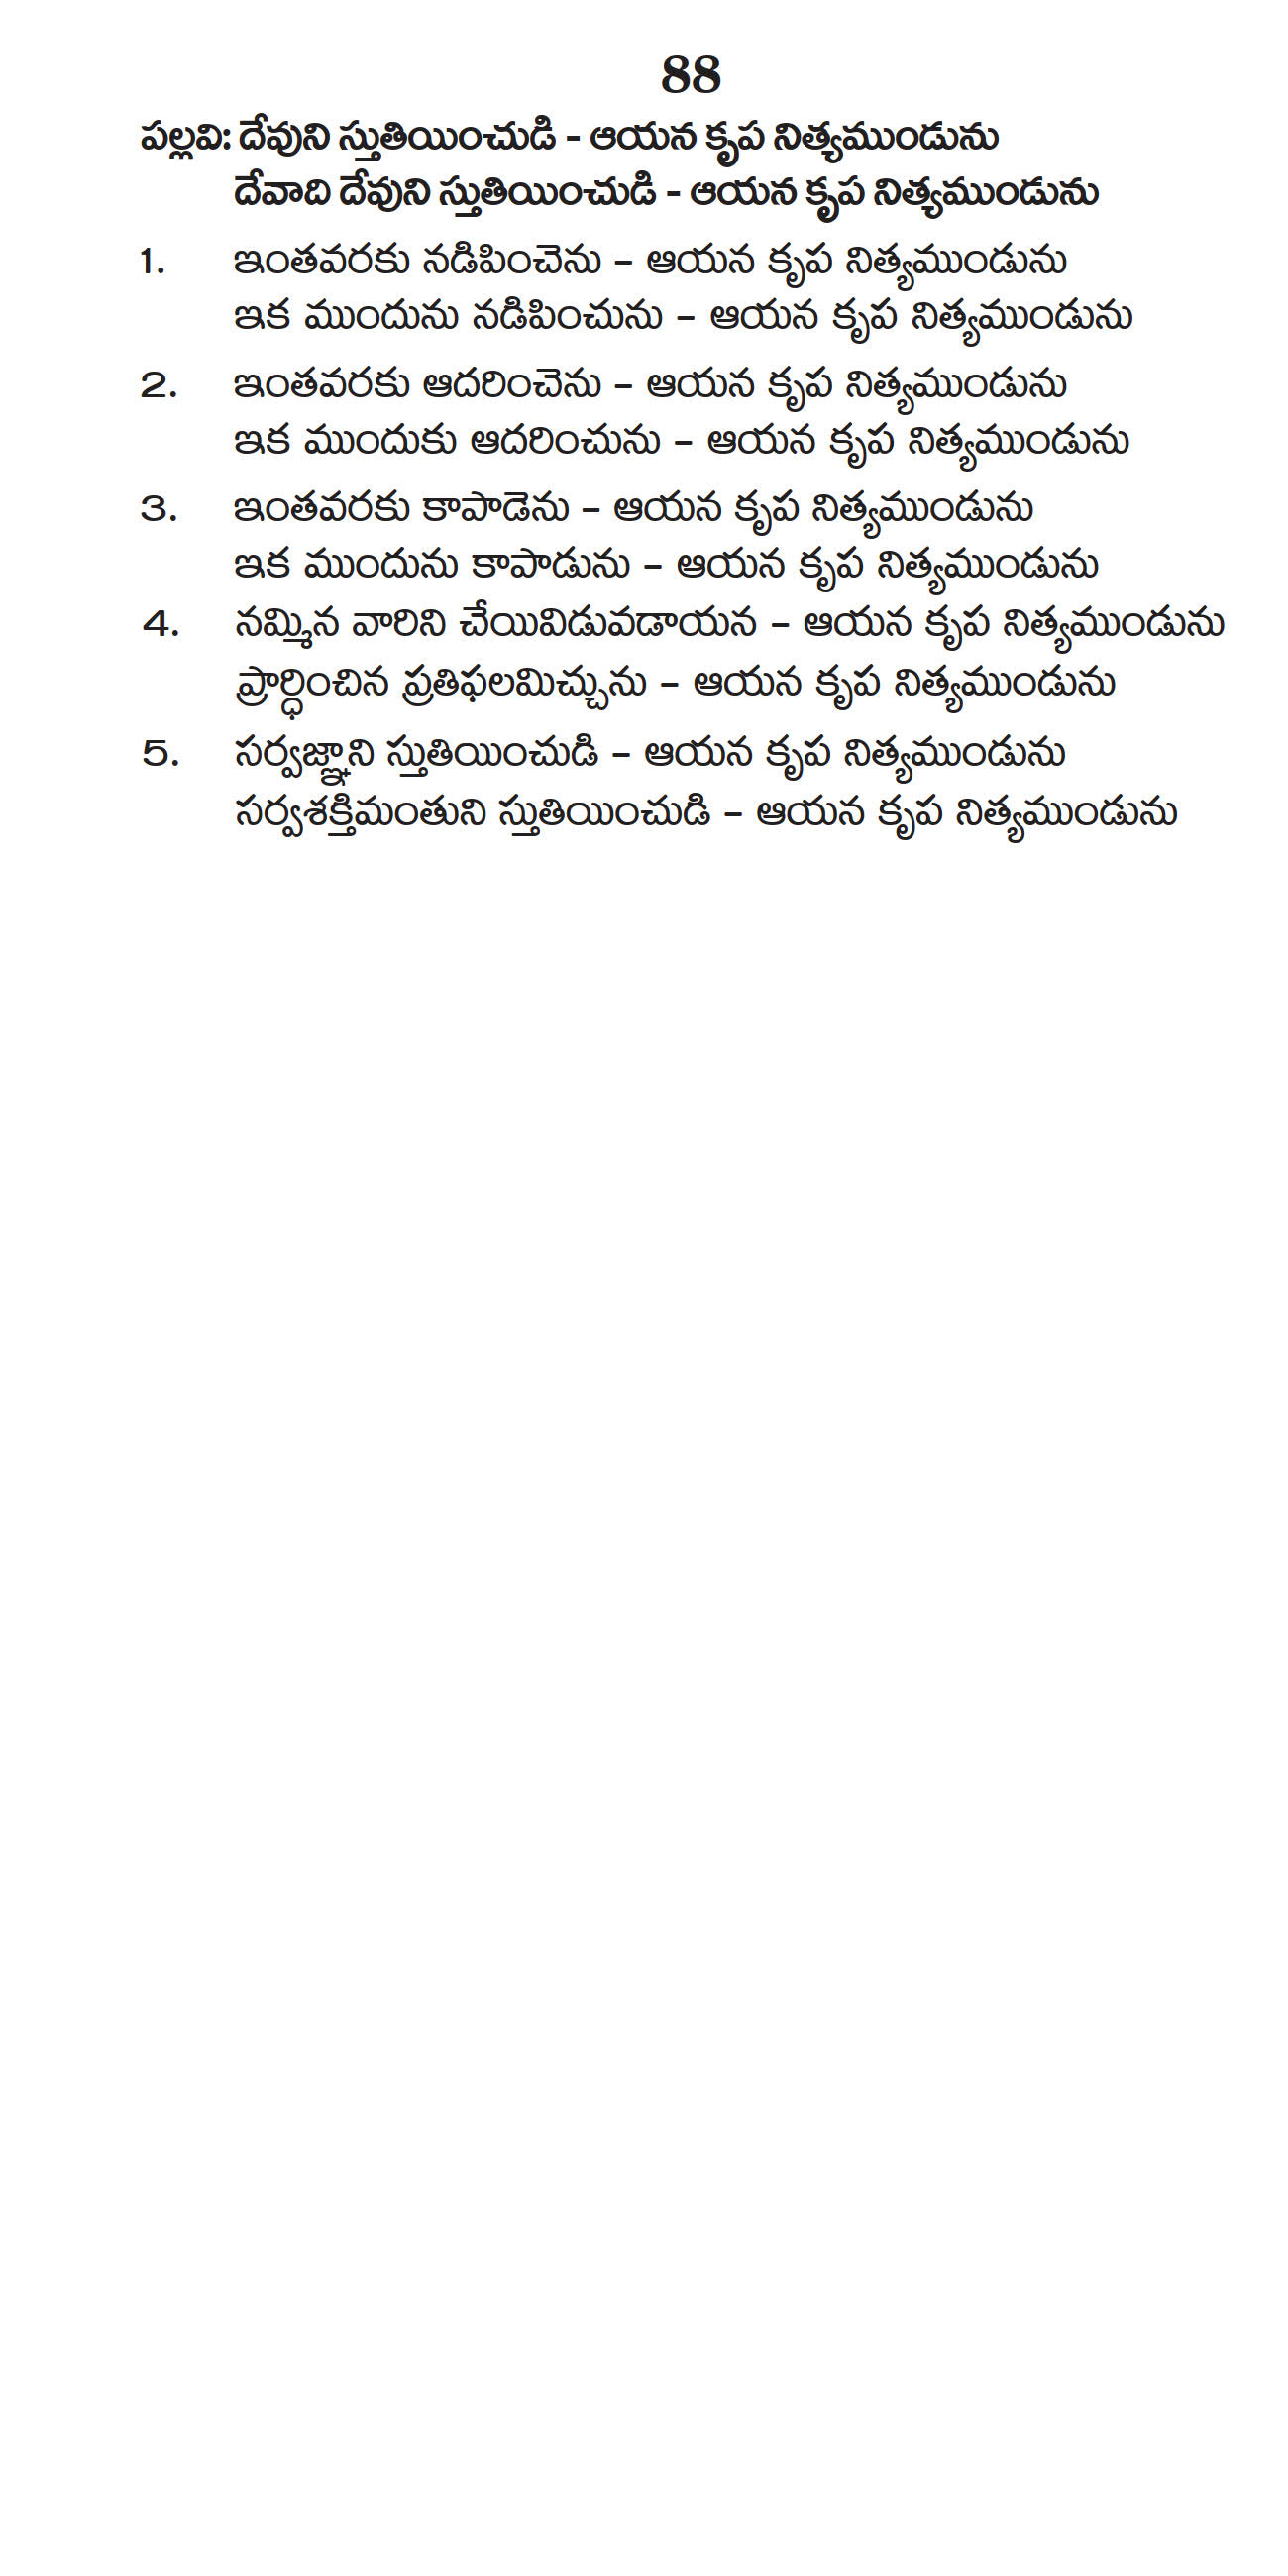 88
పల్లవి: దేవుని స్తుతియించుడి - ఆయన కృప నిత్యముండును
దేవాది దేవుని స్తుతియించుడి - ఆయన కృప నిత్యముండును
1. ఇంతవరకు నడిపించెను – ఆయన కృప నిత్యముండును
ఇక ముందును నడిపించును – ఆయన కృప నిత్యముండును
2. ఇంతవరకు ఆదరించెను – ఆయన కృప నిత్యముండును
ఇక ముందుకు ఆదరించును – ఆయన కృప నిత్యముండును
3. ఇంతవరకు కాపాడెను – ఆయన కృప నిత్యముండును
ఇక ముందును కాపాడును – ఆయన కృప నిత్యముండును
4. నమ్మిన వారిని చేయివిడువడాయన – ఆయన కృప నిత్యముండును
ప్రార్ధించిన ప్రతిఫలమిచ్చును – ఆయన కృప నిత్యముండును
5. సర్వజ్ఞాని స్తుతియించుడి – ఆయన కృప నిత్యముండును
సర్వశక్తిమంతుని స్తుతియించుడి – ఆయన కృప నిత్యముండును